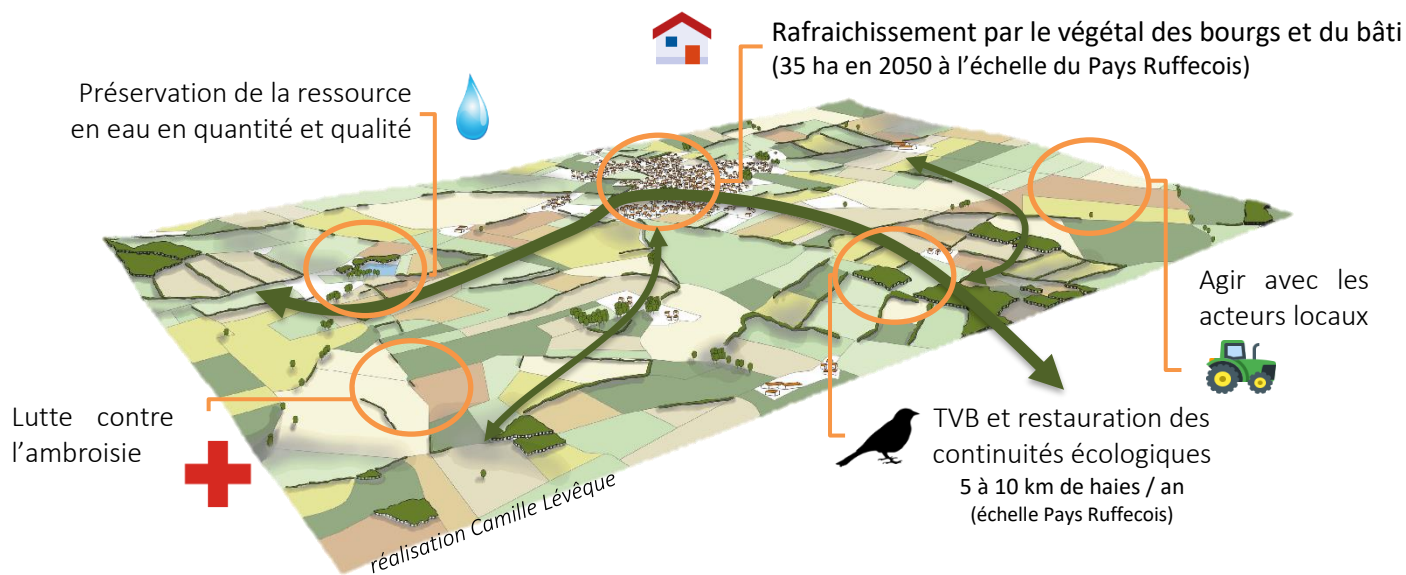 Rafraichissement par le végétal des bourgs et du bâti
(35 ha en 2050 à l’échelle du Pays Ruffecois)
Préservation de la ressource
en eau en quantité et qualité
Agir avec les
acteurs locaux
Lutte contre
l’ambroisie
TVB et restauration des
continuités écologiques
5 à 10 km de haies / an
(échelle Pays Ruffecois)
réalisation Camille Lévêque